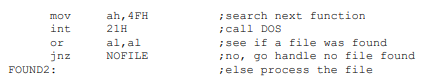 mov ah,4FH ;search next function
int 21H ;call DOS
or al,al ;see if a file was found
jnz NOFILE ;no, go handle no file found
FOUND2: ;else process the file